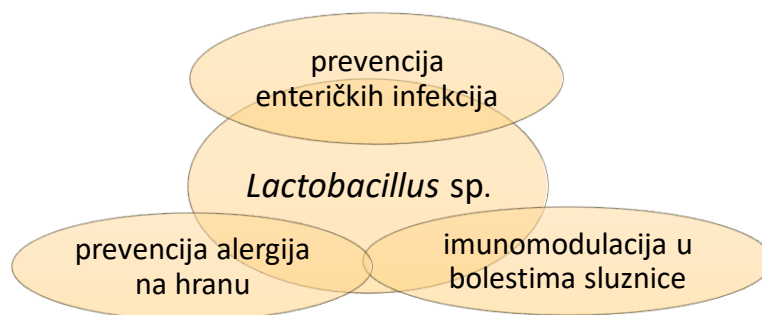 prevencija
enteričkih infekcija
Lactobacillus sp.
prevencija alergija
na hranu
imunomodulacija u
bolestima sluznice